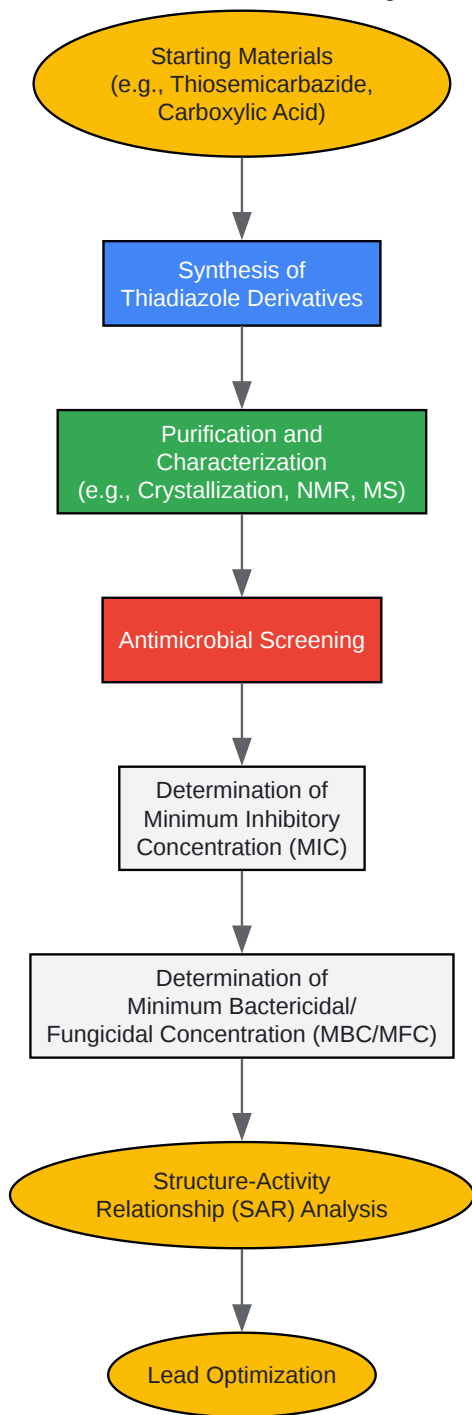 Starting Materials
(e.g., Thiosemicarbazide,
Carboxylic Acid)
Synthesis of
Thiadiazole Derivatives
Purification and
Characterization
(e.g., Crystallization, NMR, MS)
Antimicrobial Screening
Determination of
Minimum Inhibitory
Concentration (MIC)
Determination of
Minimum Bactericidal/
Fungicidal Concentration (MBC/MFC)
Structure-Activity
Relationship (SAR) Analysis
Lead Optimization